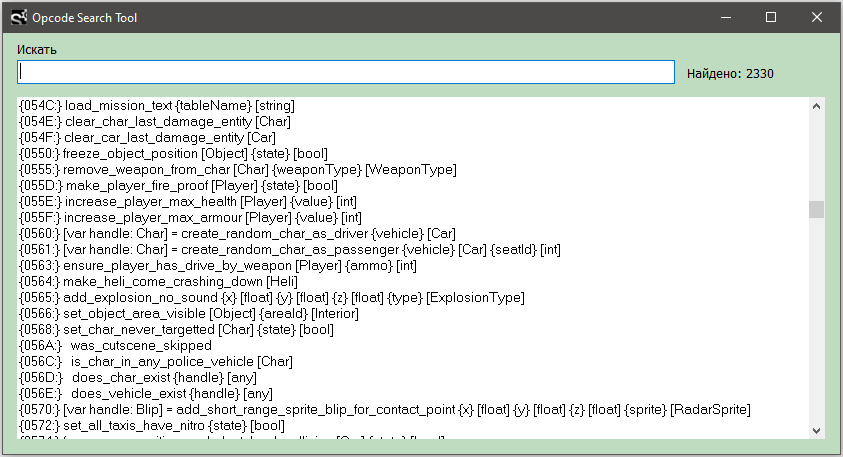 Opcode Search Tool
Искать
Найдено: 2330
{054C:} load_mission_text {tableName} [string]
{054E:} clear_char_last_damage_entity [Char]
{054F:} clear_car_last_damage_entity [Car]
{0550:} freeze_object_position [Object] {state} [bool]
{0555:} remove_weapon_from_char [Char] {weaponType} [WeaponType]
{055D:} make_player_fire_proof [Player] {state} [bool]
{055E:} increase_player_max_health [Player] {value} [int]
{055F:} increase_player_max_armour [Player] {value} [int]
{0560:} [var handle: Char] = create_random_char_as_driver {vehicle} [Car]
{0561:} [var handle: Char] = create_random_char_as_passenger {vehicle} [Car] {seatId} [int]
{0563:} ensure_player_has_drive_by_weapon [Player] {ammo} [int]
{0564:} make_heli_come_crashing_down [Heli]
{0565:} add_explosion_no_sound {x} [float] {y} [float] {z} [float] {type} [ExplosionType]
{0566:} set_object_area_visible [Object] {areaId} [Interior]
{0568:} set_char_never_targetted [Char] {state} [bool]
{056A:} was_cutscene_skipped
{056C:} is_char_in_any_police_vehicle [Char]
{056D:} does_char_exist {handle} [any]
{056E:} does_vehicle_exist {handle} [any]
{0570:} [var handle: Blip] = add_short_range_sprite_blip_for_contact_point {x} [float] {y} [float] {z} [float] {sprite} [RadarSprite]
{0572:} set_all_taxis_have_nitro {state} [bool]